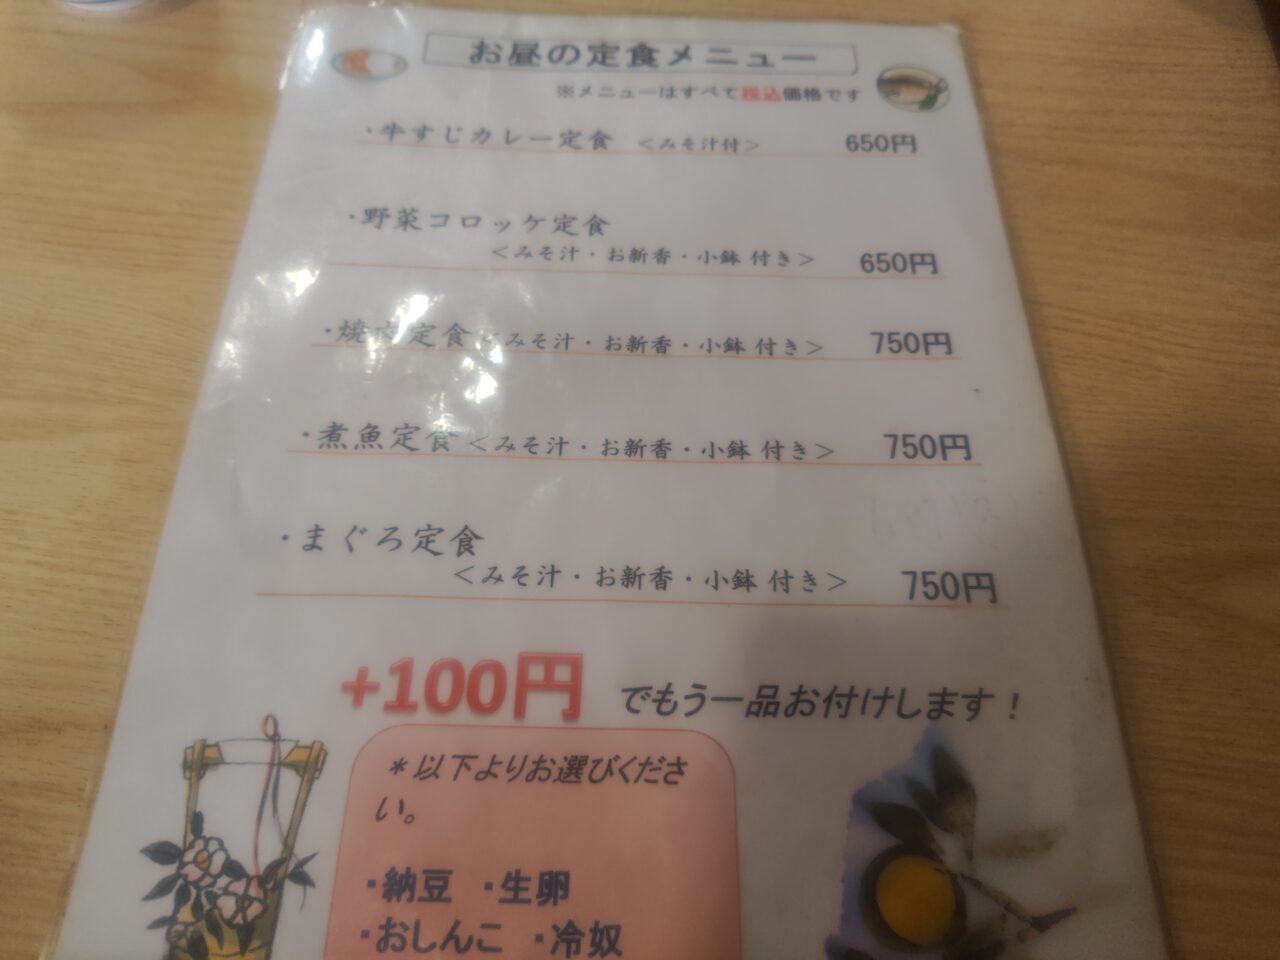 お昼の定食メニュー
※メニューはすべて税込価格です
・牛すじカレー定食 ＜みそ汁付＞ 650円
・野菜コロッケ定食
＜みそ汁・お新香・小鉢 付き＞ 650円
・焼肉定食＜みそ汁・お新香・小鉢 付き＞ 750円
・煮魚定食＜みそ汁・お新香・小鉢 付き＞ 750円
・まぐろ定食
＜みそ汁・お新香・小鉢 付き＞ 750円
+100円 でもう一品お付けします！
＊以下よりお選びくださ
い。
・納豆 ・生卵
・おしんこ ・冷奴